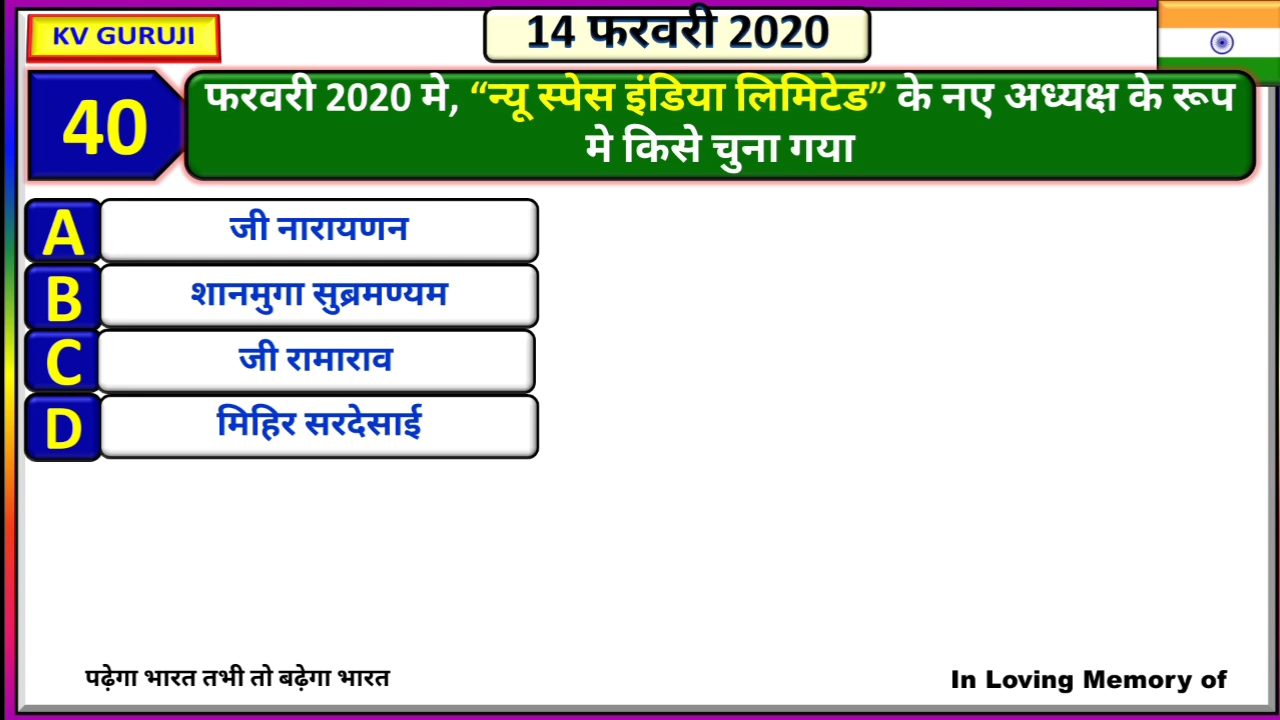 KV GURUJI
14 फरवरी 2020
40
फरवरी 2020 मे, “न्यू स्पेस इंडिया लिमिटेड” के नए अध्यक्ष के रूप
मे किसे चुना गया
A जी नारायणन
B शानमुगा सुब्रमण्यम
C जी रामाराव
D मिहिर सरदेसाई
पढ़ेगा भारत तभी तो बढ़ेगा भारत
In Loving Memory of